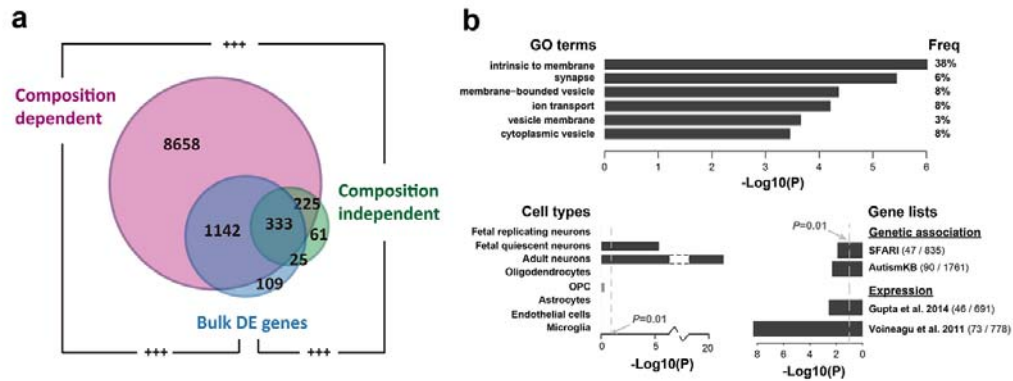 a
+++
Composition
dependent
8658
Composition
independent
225
1142
333
61
25
109
Bulk DE genes
+++
+++
b
GO terms
Freq
intrinsic to membrane
38%
synapse
6%
membrane-bounded vesicle
8%
ion transport
8%
vesicle membrane
3%
cytoplasmic vesicle
8%
0 1 2 3 4 5 6
-Log10(P)
Cell types
Fetal replicating neurons
Fetal quiescent neurons
Adult neurons
Oligodendrocytes
OPC
Astrocytes
Endothelial cells
Microglia
P=0.01
0 5 20
-Log10(P)
P=0.01
Gene lists
Genetic association
SFARI (47 / 835)
AutismKB (90 / 1761)
Expression
Gupta et al. 2014 (46 / 691)
Voineagu et al. 2011 (73 / 778)
8 6 4 2 0
-Log10(P)